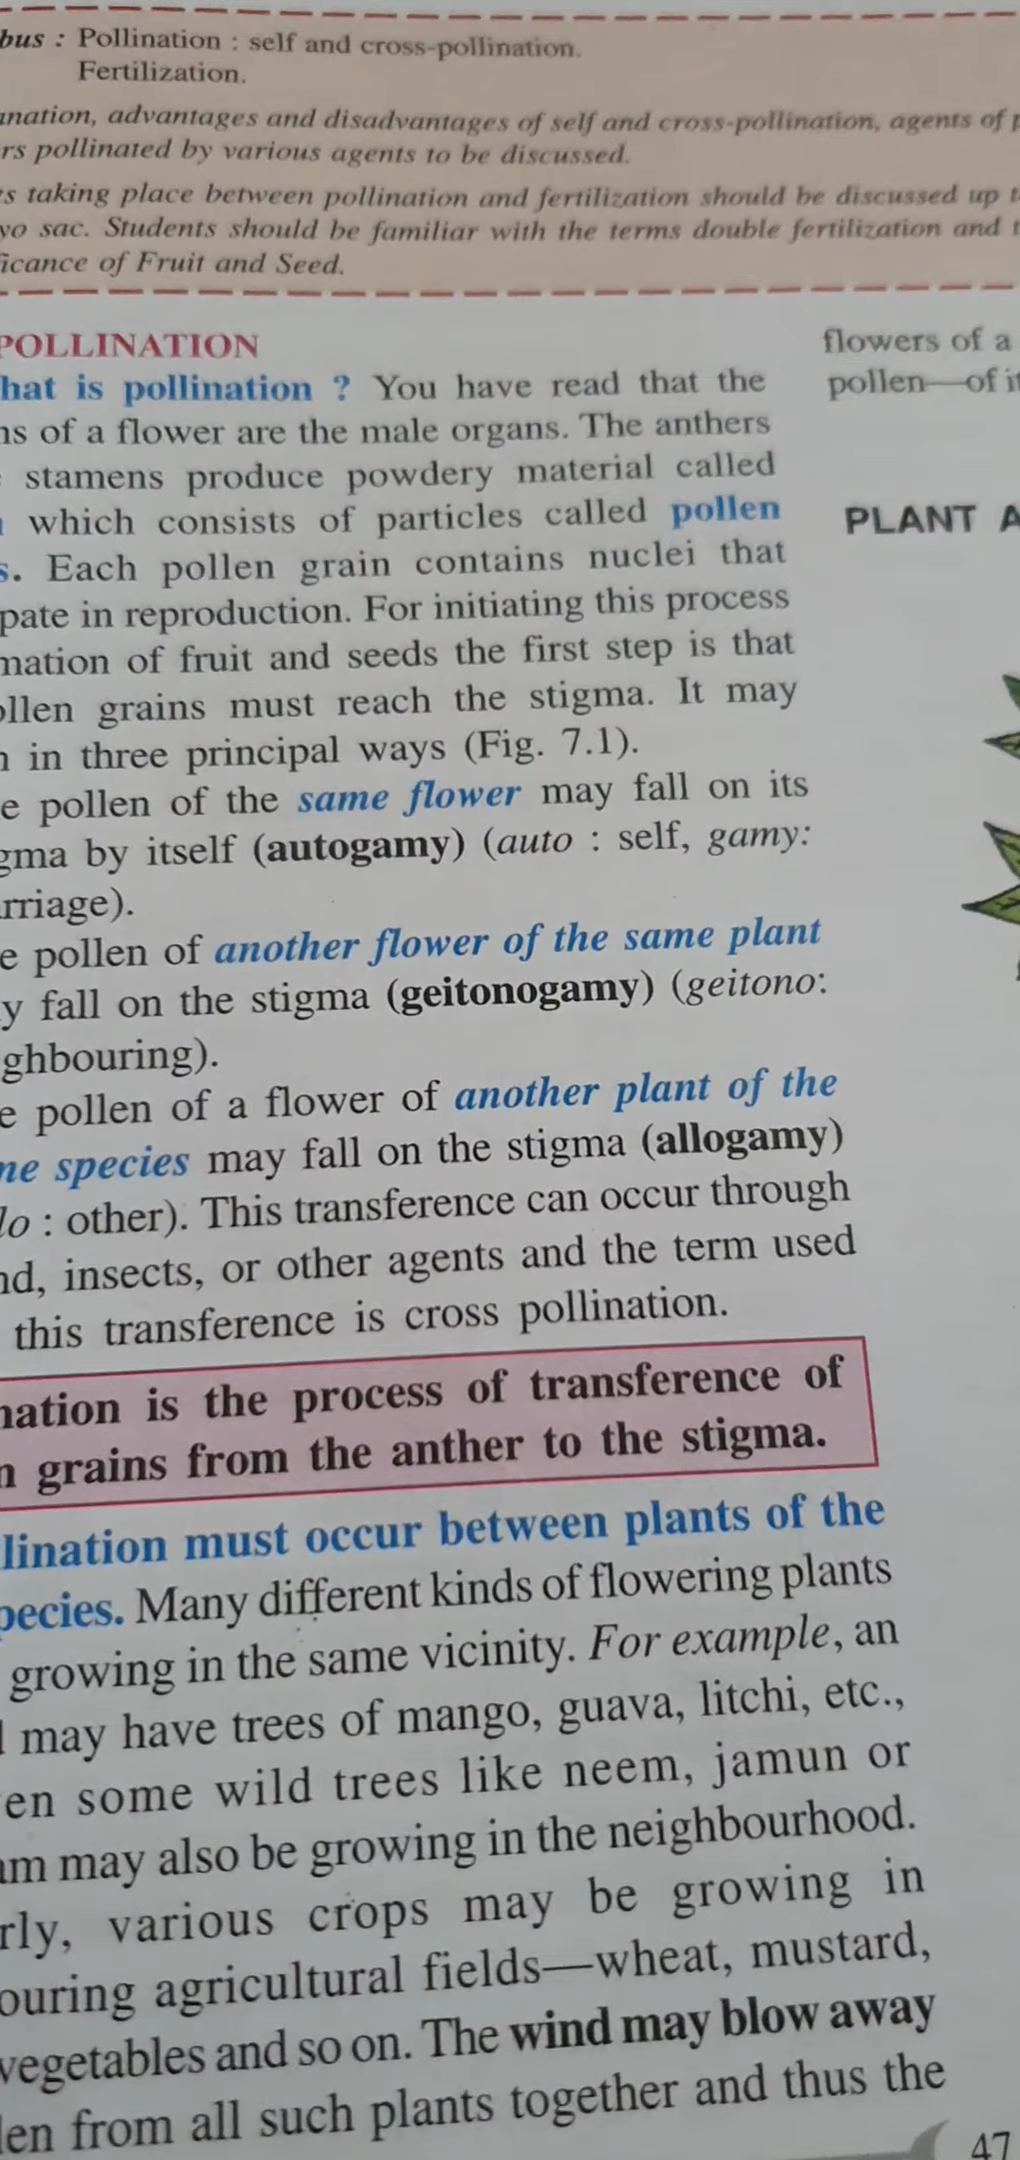 bus : Pollination : self and cross-pollination.
Fertilization.
nation, advantages and disadvantages of self and cross-pollination, agents of p
rs pollinated by various agents to be discussed.
ts taking place between pollination and fertilization should be discussed up t
yo sac. Students should be familiar with the terms double fertilization and t
ficance of Fruit and Seed.
POLLINATION
hat is pollination ? You have read that the
ns of a flower are the male organs. The anthers
stamens produce powdery material called
which consists of particles called pollen
s. Each pollen grain contains nuclei that
pate in reproduction. For initiating this process
mation of fruit and seeds the first step is that
ollen grains must reach the stigma. It may
n in three principal ways (Fig. 7.1).
e pollen of the same flower may fall on its
gma by itself (autogamy) (auto : self, gamy:
rriage).
e pollen of another flower of the same plant
y fall on the stigma (geitonogamy) (geitono:
ghbouring).
e pollen of a flower of another plant of the
me species may fall on the stigma (allogamy)
lo : other). This transference can occur through
nd, insects, or other agents and the term used
this transference is cross pollination.
nation is the process of transference of
n grains from the anther to the stigma.
lination must occur between plants of the
pecies. Many different kinds of flowering plants
growing in the same vicinity. For example, an
d may have trees of mango, guava, litchi, etc.,
en some wild trees like neem, jamun or
am may also be growing in the neighbourhood.
rly, various crops may be growing in
ouring agricultural fields—wheat, mustard,
vegetables and so on. The wind may blow away
len from all such plants together and thus the
flowers of a
pollen—of it
PLANT A
47